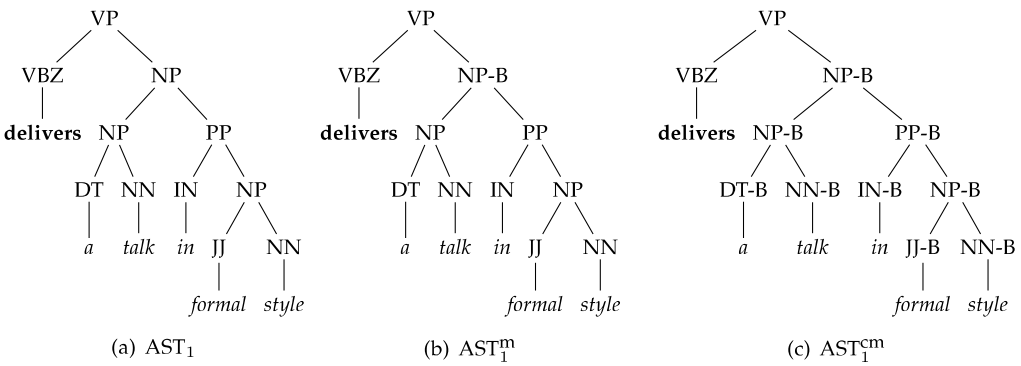 VP VP VP
VBZ NP VBZ NP-B VBZ NP-B
delivers NP PP delivers NP PP delivers NP-B PP-B
DT NN IN NP DT NN IN NP DT-B NN-B IN-B NP-B
a talk in JJ NN a talk in JJ NN a talk in JJ-B NN-B
formal style formal style formal style
(a) AST₁ (b) AST₁ᵐ (c) AST₁ᶜᵐ